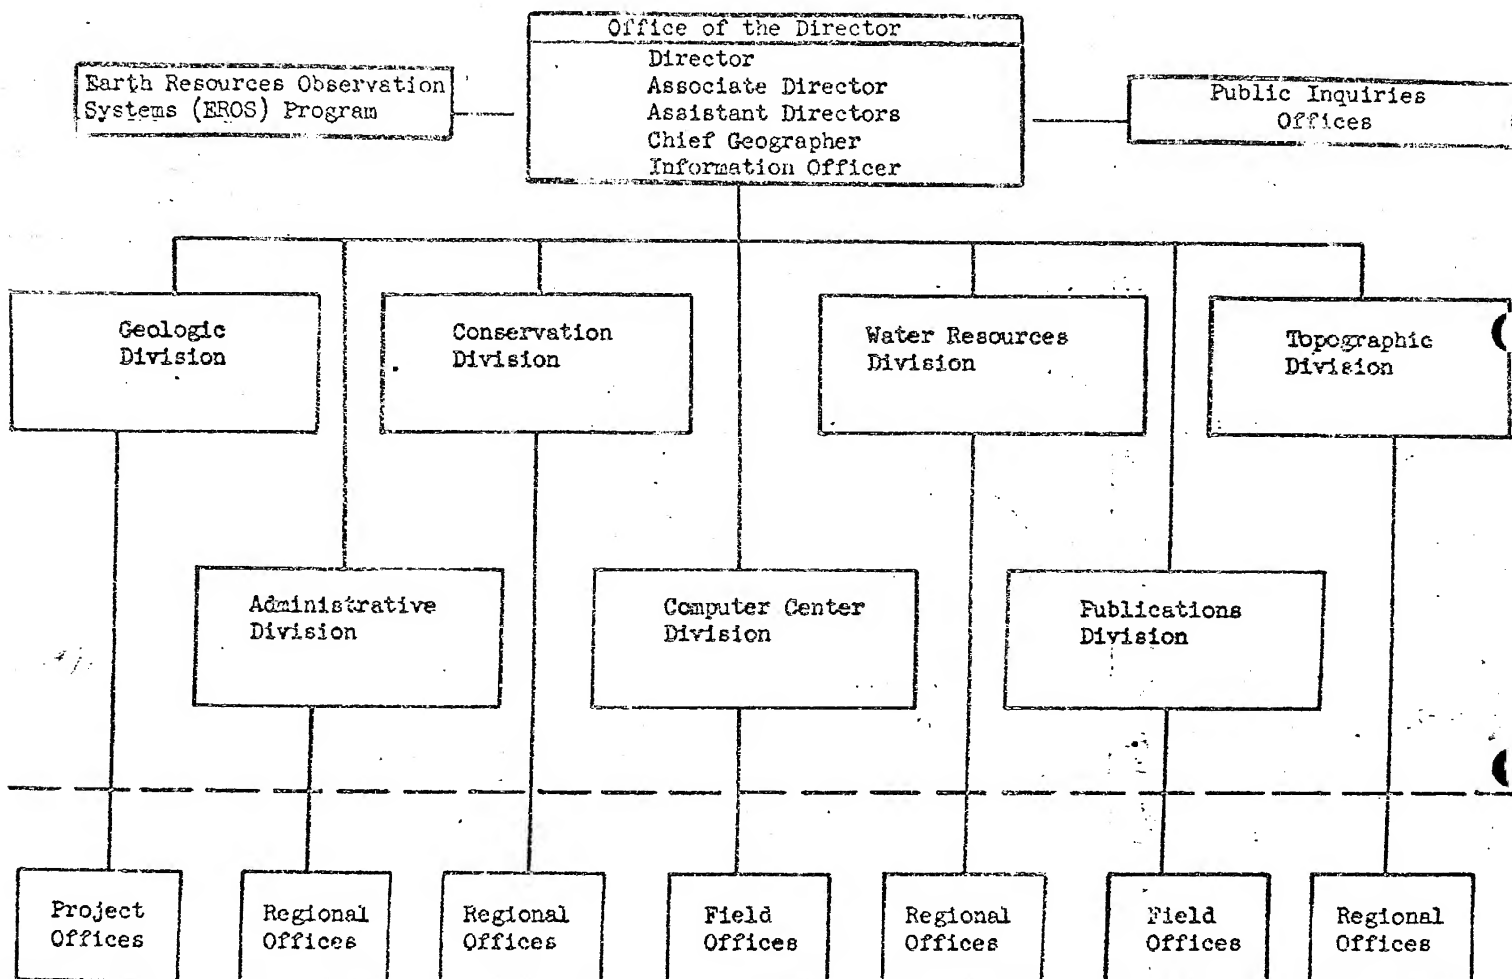 Office of the Director
Director
Associate Director
Assistant Directors
Chief Geographer
Information Officer
Earth Resources Observation
Systems (EROS) Program
Public Inquiries
Offices
Geologic
Division
Conservation
Division
Water Resources
Division
Topographic
Division
Administrative
Division
Computer Center
Division
Publications
Division
Project
Offices
Regional
Offices
Regional
Offices
Field
Offices
Regional
Offices
Field
Offices
Regional
Offices